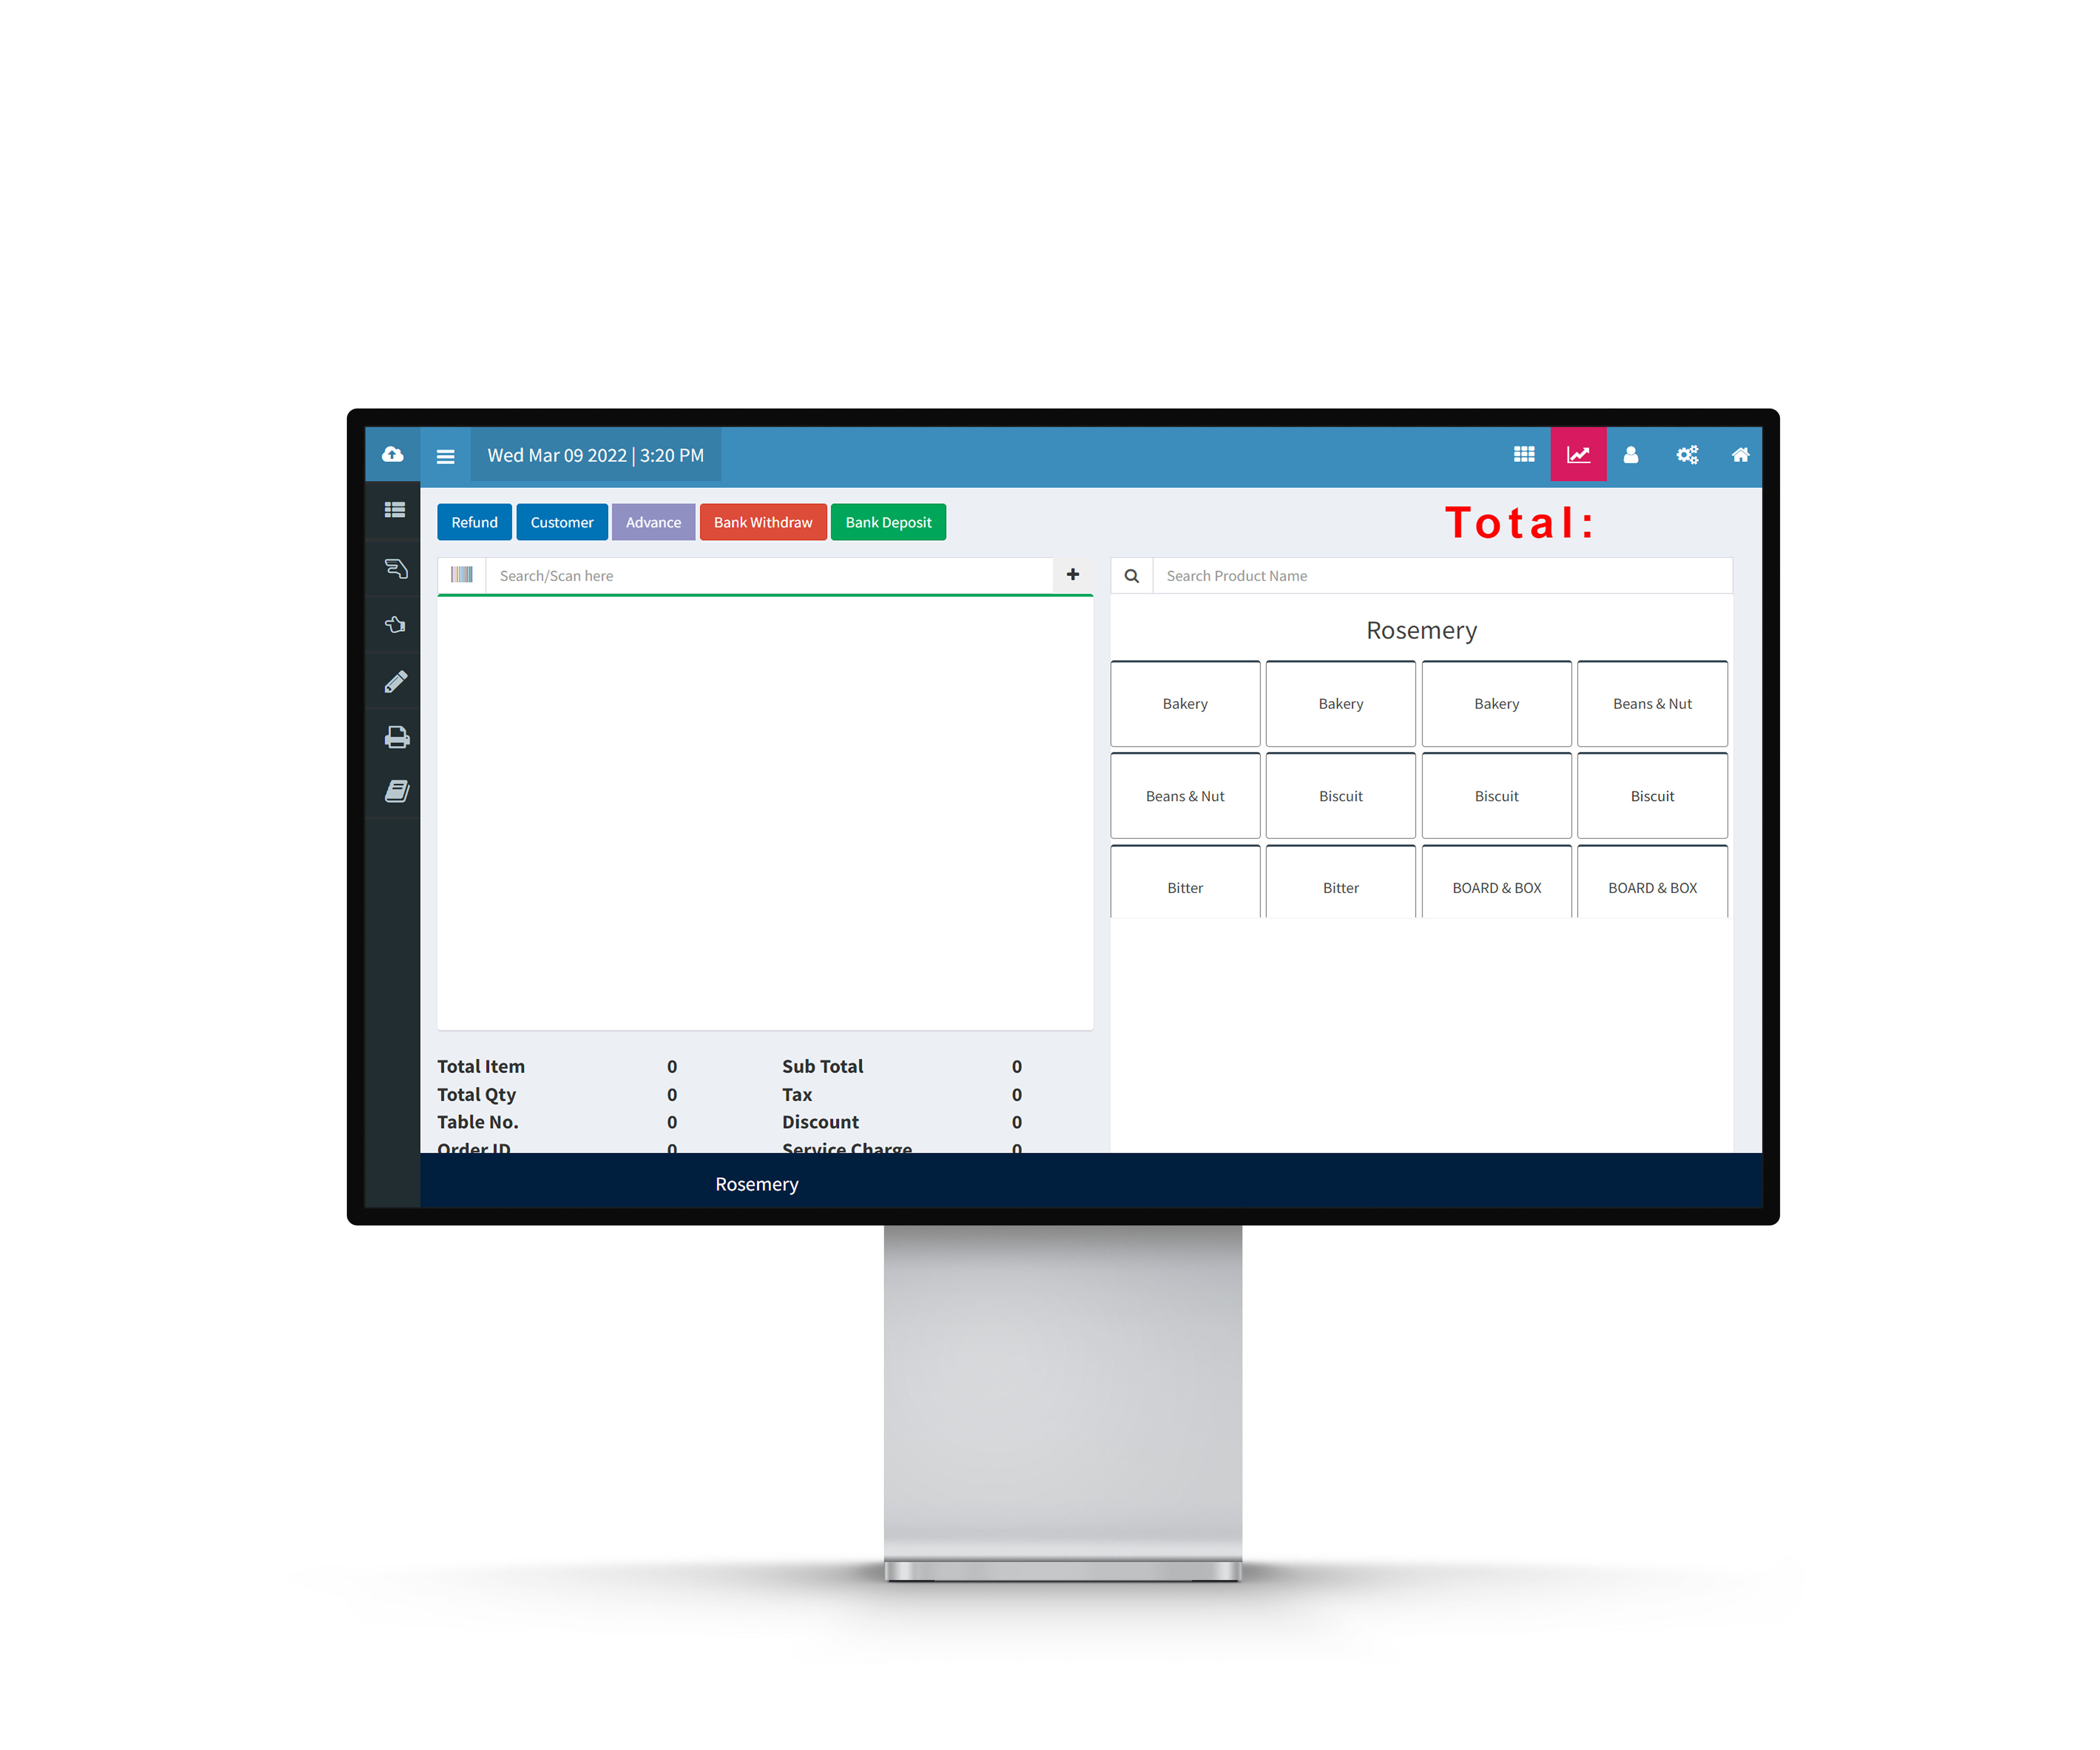 Wed Mar 09 2022 | 3:20 PM
Refund Customer Advance Bank Withdraw Bank Deposit
Total:
Search/Scan here
Search Product Name
Rosemery
Bakery Bakery Bakery Beans & Nut
Beans & Nut Biscuit Biscuit Biscuit
Bitter Bitter BOARD & BOX BOARD & BOX
Total Item 0 Sub Total 0
Total Qty 0 Tax 0
Table No. 0 Discount 0
Order ID 0 Service Charge 0
Rosemery